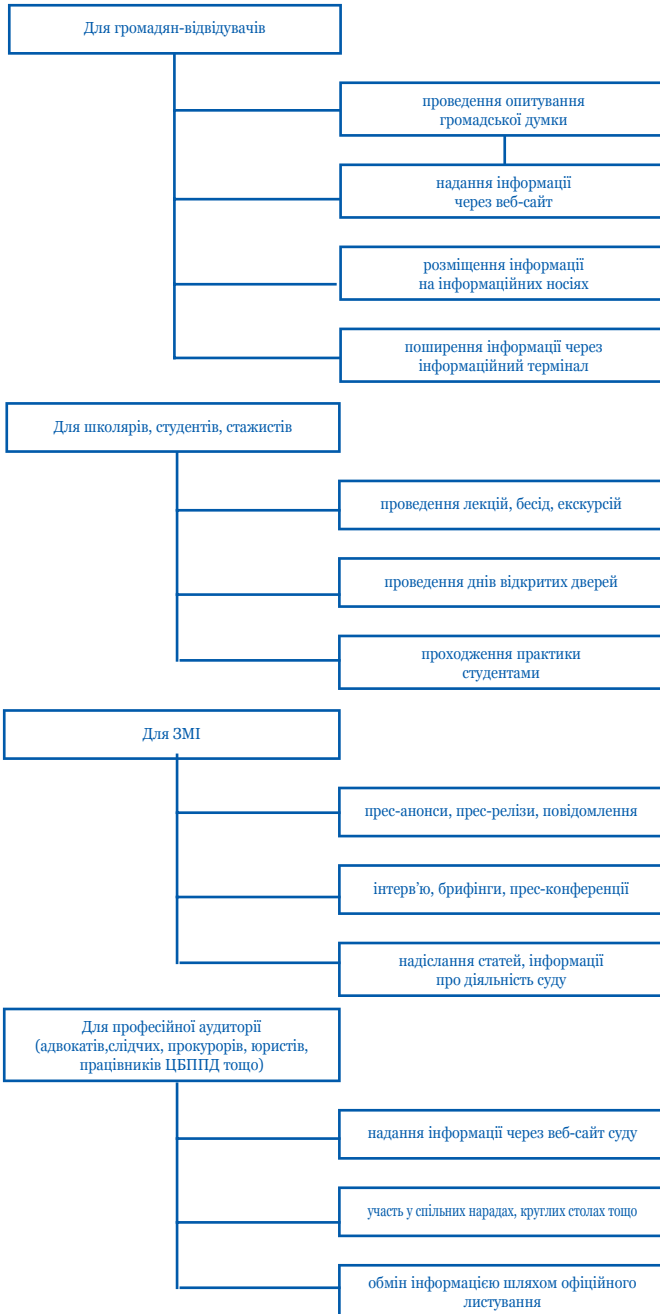 Для громадян-відвідувачів
проведення опитування
громадської думки
надання інформації
через веб-сайт
розміщення інформації
на інформаційних носіях
поширення інформації через
інформаційний термінал
Для школярів, студентів, стажистів
проведення лекцій, бесід, екскурсій
проведення днів відкритих дверей
проходження практики
студентами
Для ЗМІ
прес-анонси, прес-релізи, повідомлення
інтерв’ю, брифінги, прес-конференції
надіслання статей, інформації
про діяльність суду
Для професійної аудиторії
(адвокатів,слідчих, прокурорів, юристів,
працівників ЦБППД тощо)
надання інформації через веб-сайт суду
участь у спільних нарадах, круглих столах тощо
обмін інформацією шляхом офіційного
листування